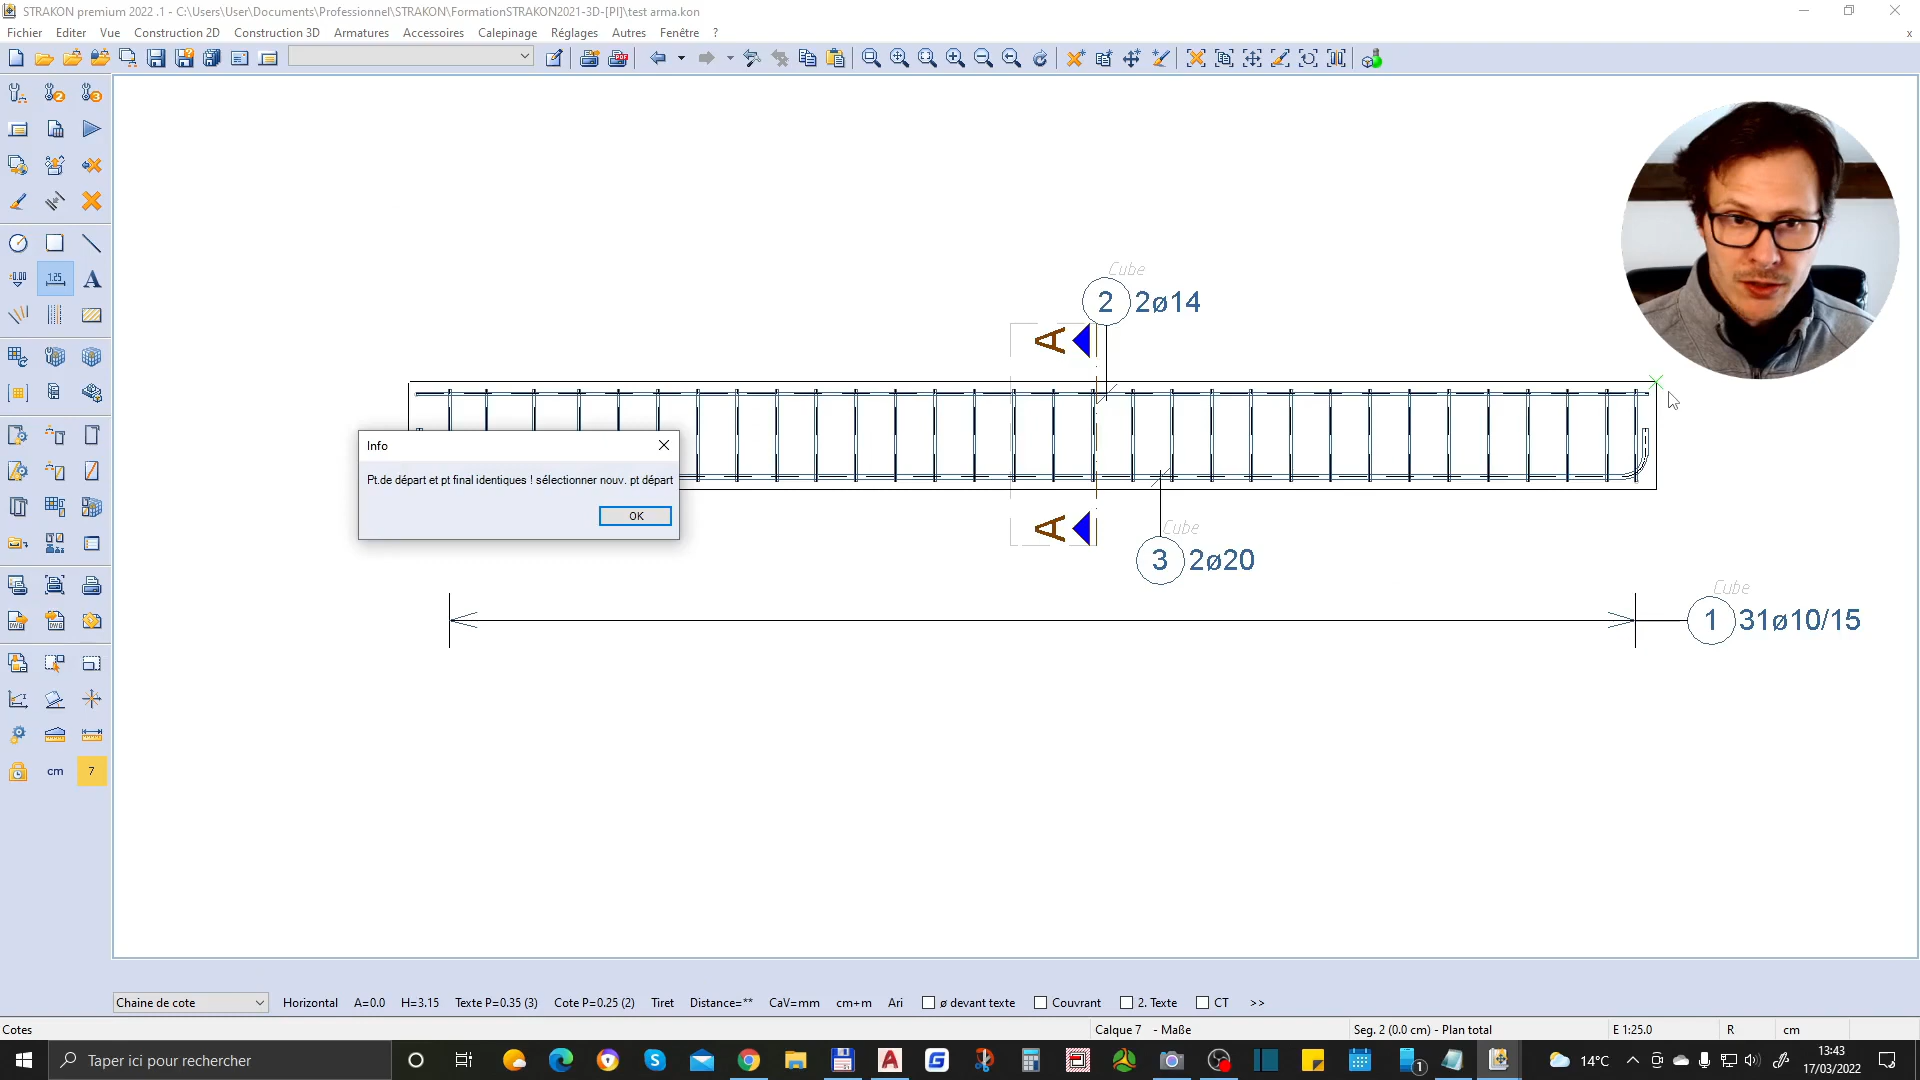 STRAKON premium 2022 .1 - C:\Users\User\Documents\Professionnel\STRAKON\FormationSTRAKON2021-3D-[PI]\test arma.kon
Fichier Editer Vue Construction 2D Construction 3D Armatures Accessoires Calepinage Réglages Autres Fenêtre ?
Cube
2 2ø14
A
Info
Pt.de départ et pt final identiques ! sélectionner nouv. pt départ
OK
A
Cube
3 2ø20
Cube
1 31ø10/15
cm 7
Chaine de cote Horizontal A=0.0 H=3.15 Texte P=0.35 (3) Cote P=0.25 (2) Tiret Distance=** CaV=mm cm+m Ari ø devant texte Couvrant 2. Texte CT >>
Cotes Calque 7 - Maße Seg. 2 (0.0 cm) - Plan total E 1:25.0 R cm
Taper ici pour rechercher 14°C 13:43
17/03/2022